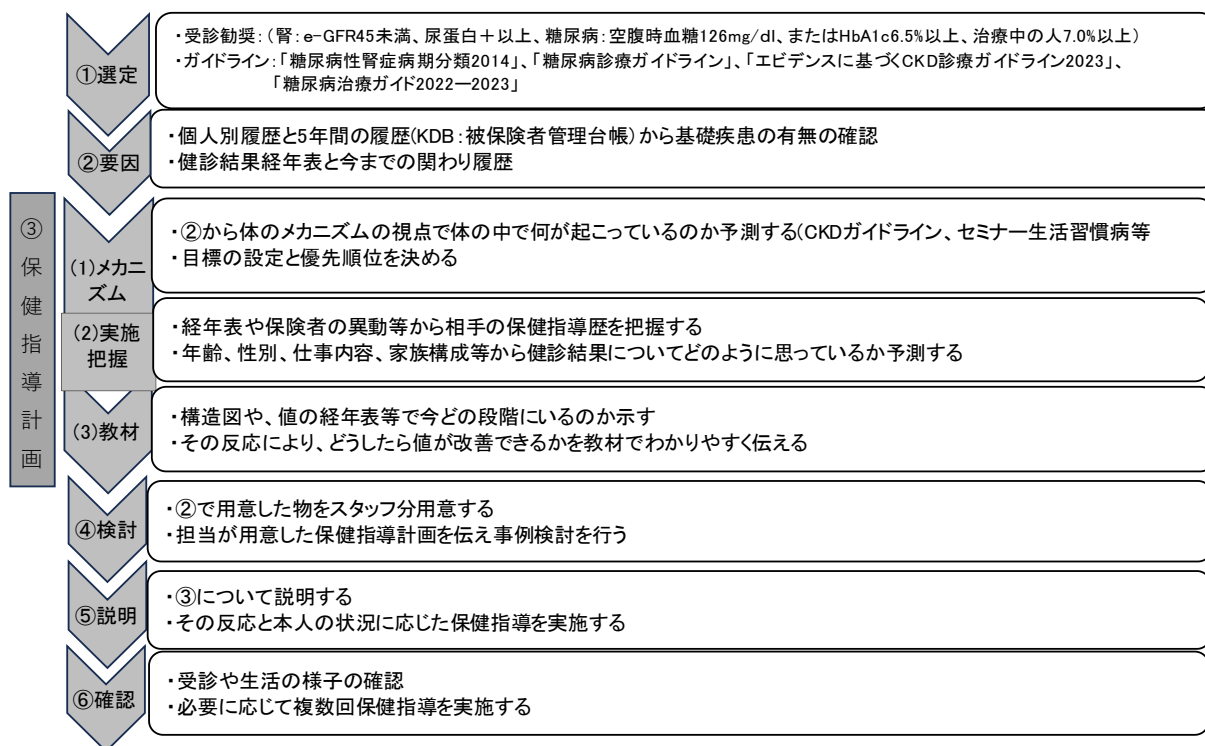 ①選定
・受診勧奨：（腎：e-GFR45未満、尿蛋白＋以上、糖尿病：空腹時血糖126mg/dl、またはHbA1c6.5%以上、治療中の人7.0%以上）
・ガイドライン：「糖尿病性腎症病期分類2014」、「糖尿病診療ガイドライン」、「エビデンスに基づくCKD診療ガイドライン2023」、
「糖尿病治療ガイド2022―2023」
②要因
・個人別履歴と5年間の履歴(KDB：被保険者管理台帳)から基礎疾患の有無の確認
・健診結果経年表と今までの関わり履歴
③保健指導計画
(1)メカニ
ズム
・②から体のメカニズムの視点で体の中で何が起こっているのか予測する(CKDガイドライン、セミナー生活習慣病等
・目標の設定と優先順位を決める
(2)実施
把握
・経年表や保険者の異動等から相手の保健指導歴を把握する
・年齢、性別、仕事内容、家族構成等から健診結果についてどのように思っているか予測する
(3)教材
・構造図や、値の経年表等で今どの段階にいるのか示す
・その反応により、どうしたら値が改善できるかを教材でわかりやすく伝える
④検討
・②で用意した物をスタッフ分用意する
・担当が用意した保健指導計画を伝え事例検討を行う
⑤説明
・③について説明する
・その反応と本人の状況に応じた保健指導を実施する
⑥確認
・受診や生活の様子の確認
・必要に応じて複数回保健指導を実施する